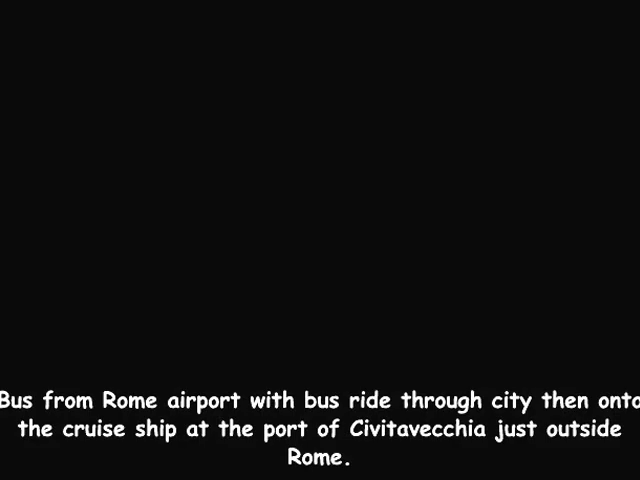 Bus from Rome airport with bus ride through city then onto
the cruise ship at the port of Civitavecchia just outside
Rome.